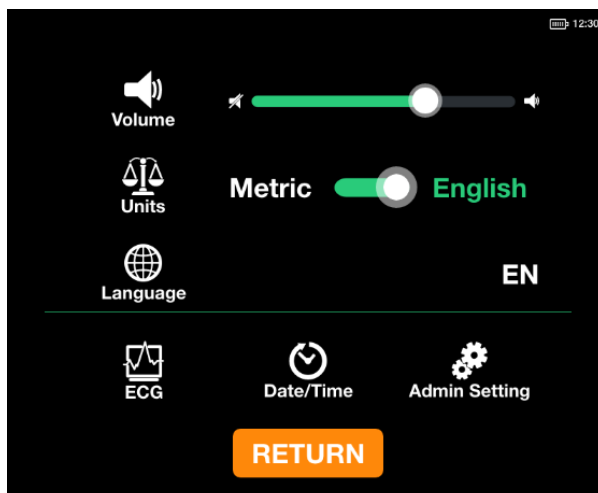 12:30
Volume
Units
Metric English
Language
EN
ECG Date/Time Admin Setting
RETURN